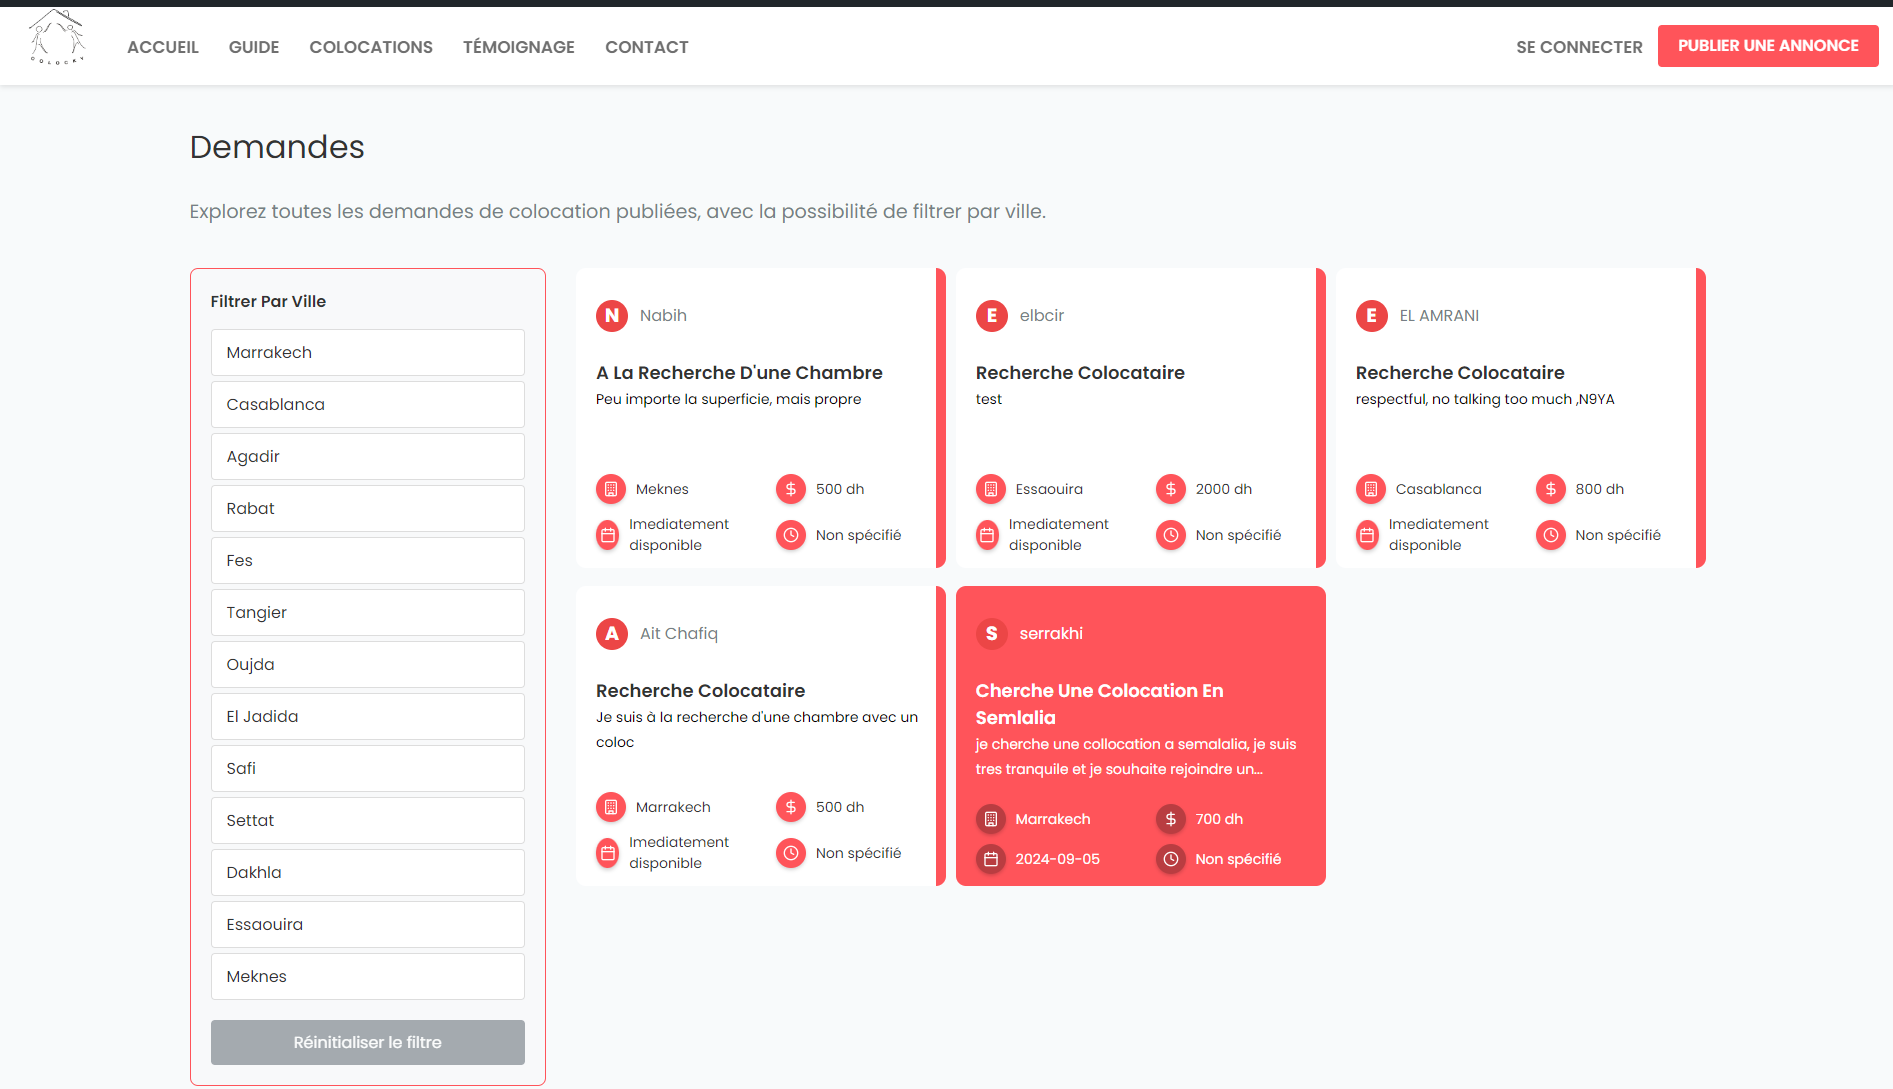 COLOCKY
ACCUEIL GUIDE COLOCATIONS TÉMOIGNAGE CONTACT SE CONNECTER PUBLIER UNE ANNONCE
Demandes
Explorez toutes les demandes de colocation publiées, avec la possibilité de filtrer par ville.
Filtrer Par Ville
Marrakech
Casablanca
Agadir
Rabat
Fes
Tangier
Oujda
El Jadida
Safi
Settat
Dakhla
Essaouira
Meknes
Réinitialiser le filtre
N Nabih
A La Recherche D'une Chambre
Peu importe la superficie, mais propre
Meknes $ 500 dh
Imediatement
disponible
Non spécifié
E elbcir
Recherche Colocataire
test
Essaouira $ 2000 dh
Imediatement
disponible
Non spécifié
E EL AMRANI
Recherche Colocataire
respectful, no talking too much ,N9YA
Casablanca $ 800 dh
Imediatement
disponible
Non spécifié
A Ait Chafiq
Recherche Colocataire
Je suis à la recherche d'une chambre avec un
coloc
Marrakech $ 500 dh
Imediatement
disponible
Non spécifié
S serrakhi
Cherche Une Colocation En
Semlalia
je cherche une collocation a semalalia, je suis
tres tranquile et je souhaite rejoindre un...
Marrakech $ 700 dh
2024-09-05 Non spécifié